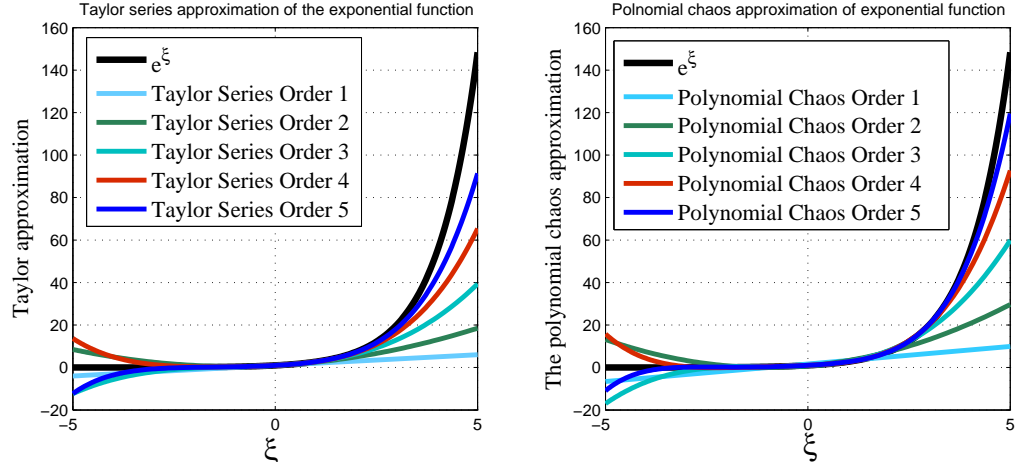 Taylor series approximation of the exponential function
160
140
120
100
80
60
40
20
0
−20
−5
0
5
ξ
Taylor approximation
e^ξ
Taylor Series Order 1
Taylor Series Order 2
Taylor Series Order 3
Taylor Series Order 4
Taylor Series Order 5
Polnomial chaos approximation of exponential function
160
140
120
100
80
60
40
20
0
−20
−5
0
5
ξ
The polynomial chaos approximation
e^ξ
Polynomial Chaos Order 1
Polynomial Chaos Order 2
Polynomial Chaos Order 3
Polynomial Chaos Order 4
Polynomial Chaos Order 5